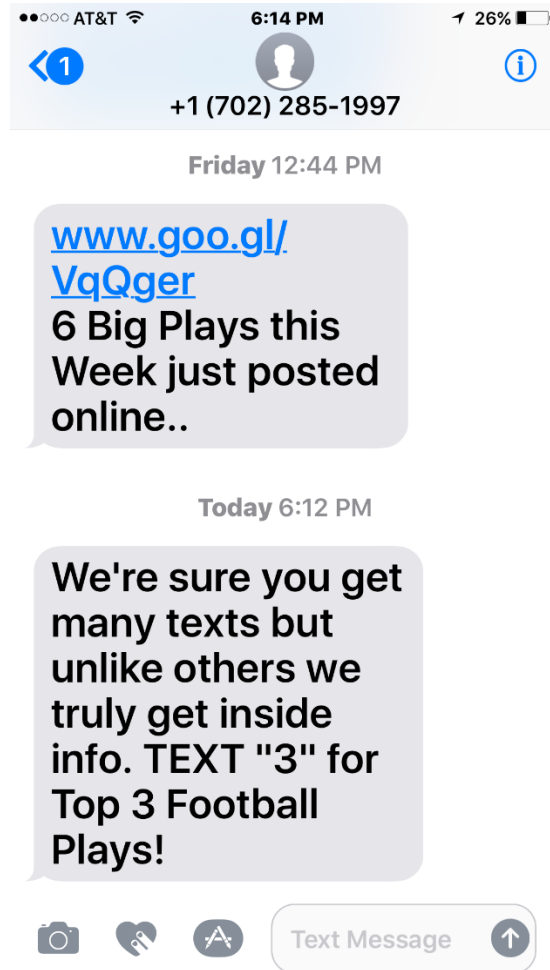 AT&T 6:14 PM 26%
1
+1 (702) 285-1997
Friday 12:44 PM
www.goo.gl/
VqQger
6 Big Plays this
Week just posted
online..
Today 6:12 PM
We're sure you get
many texts but
unlike others we
truly get inside
info. TEXT "3" for
Top 3 Football
Plays!
Text Message